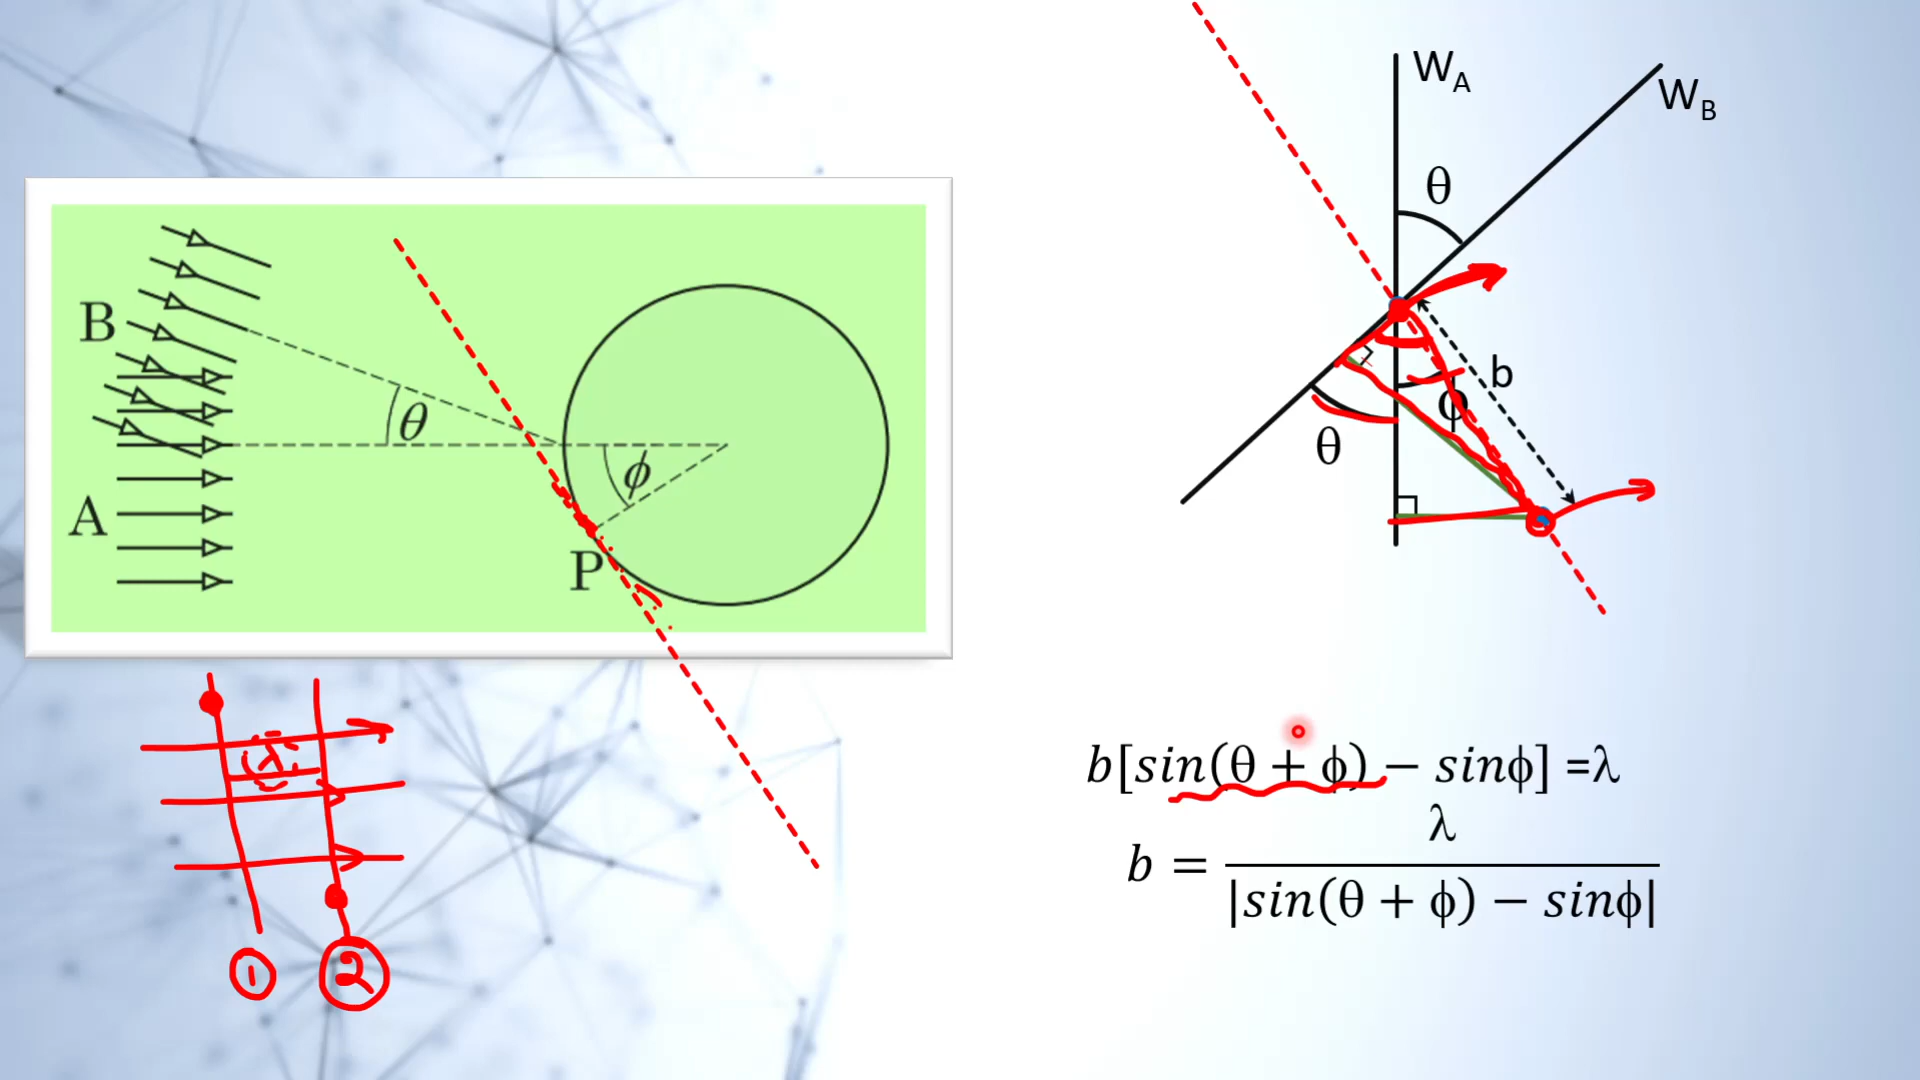 B
θ
ϕ
A
P
(λ)
1
2
W_A
W_B
θ
b
φ
θ
b[sin(θ + ϕ) − sinϕ] =λ
b = λ / |sin(θ + ϕ) − sinϕ|